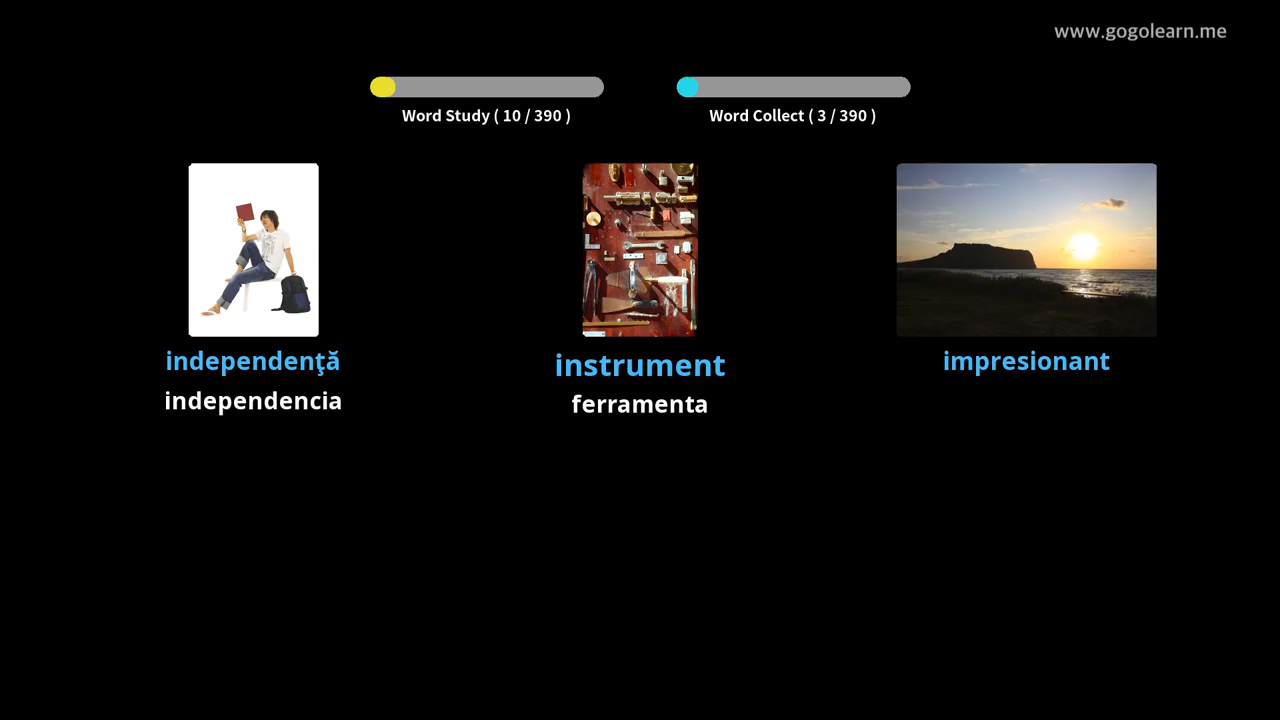 www.gogolearn.me
Word Study ( 10 / 390 )
Word Collect ( 3 / 390 )
independenţă
independencia
instrument
ferramenta
impresionant